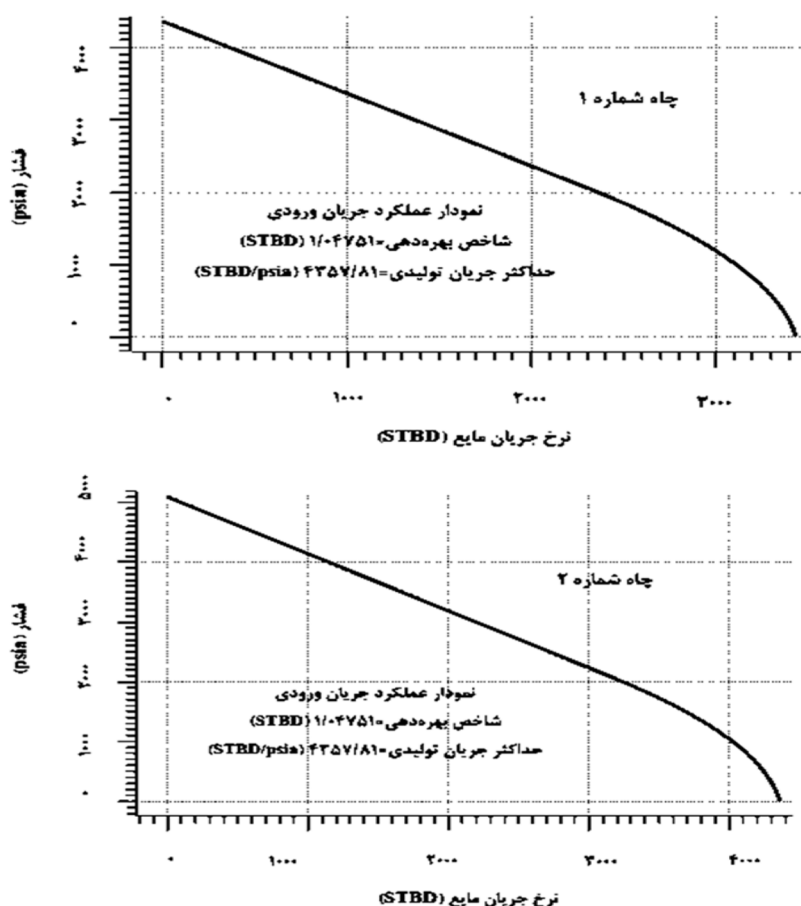 ۴۰۰۰
۳۰۰۰
۲۰۰۰
۱۰۰۰
۰
فشار (psia)
چاه شماره ۱
نمودار عملکرد جریان ورودی
شاخص بهره‌دهی=۱/۰۴۷۵۱ (STBD)
حداکثر جریان تولیدی=۴۳۵۷/۸۱ (STBD/psia)
۰ ۱۰۰۰ ۲۰۰۰ ۳۰۰۰
نرخ جریان مایع (STBD)
۵۰۰۰
۴۰۰۰
۳۰۰۰
۲۰۰۰
۱۰۰۰
۰
فشار (psia)
چاه شماره ۲
نمودار عملکرد جریان ورودی
شاخص بهره‌دهی=۱/۰۴۷۵۱ (STBD)
حداکثر جریان تولیدی=۴۳۵۷/۸۱ (STBD/psia)
۰ ۱۰۰۰ ۲۰۰۰ ۳۰۰۰ ۴۰۰۰
نرخ جریان مایع (STBD)